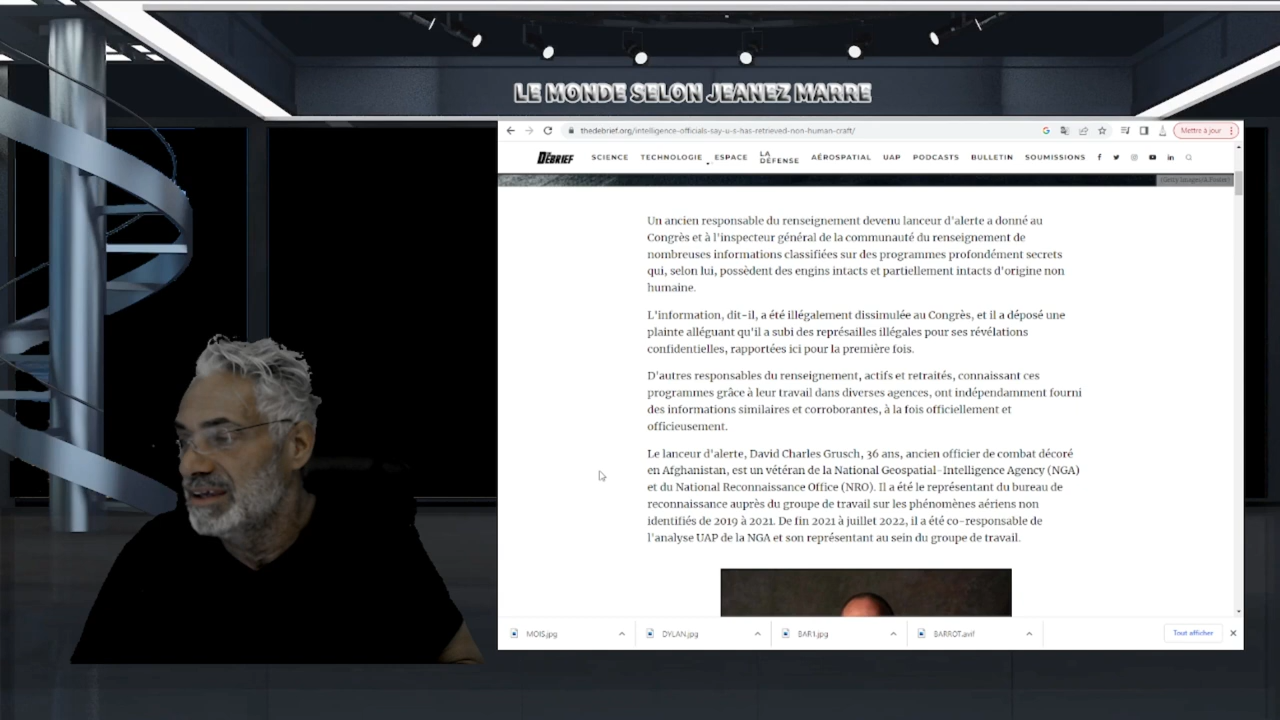 LE MONDE SELON JEANEZ MARRE
thedebrief.org/intelligence-officials-say-u-s-has-retrieved-non-human-craft/
Mettre à jour
THE DEBRIEF
SCIENCE TECHNOLOGIE ESPACE LA DÉFENSE AÉROSPATIAL UAP PODCASTS BULLETIN SOUMISSIONS
Un ancien responsable du renseignement devenu lanceur d'alerte a donné au
Congrès et à l'inspecteur général de la communauté du renseignement de
nombreuses informations classifiées sur des programmes profondément secrets
qui, selon lui, possèdent des engins intacts et partiellement intacts d'origine non
humaine.
L'information, dit-il, a été illégalement dissimulée au Congrès, et il a déposé une
plainte alléguant qu'il a subi des représailles illégales pour ses révélations
confidentielles, rapportées ici pour la première fois.
D'autres responsables du renseignement, actifs et retraités, connaissant ces
programmes grâce à leur travail dans diverses agences, ont indépendamment fourni
des informations similaires et corroborantes, à la fois officiellement et
officieusement.
Le lanceur d'alerte, David Charles Grusch, 36 ans, ancien officier de combat décoré
en Afghanistan, est un vétéran de la National Geospatial-Intelligence Agency (NGA)
et du National Reconnaissance Office (NRO). Il a été le représentant du bureau de
reconnaissance auprès du groupe de travail sur les phénomènes aériens non
identifiés de 2019 à 2021. De fin 2021 à juillet 2022, il a été co-responsable de
l'analyse UAP de la NGA et son représentant au sein du groupe de travail.
MOIS.jpg
DYLAN.jpg
BAR1.jpg
BARROT.avif
Tout afficher